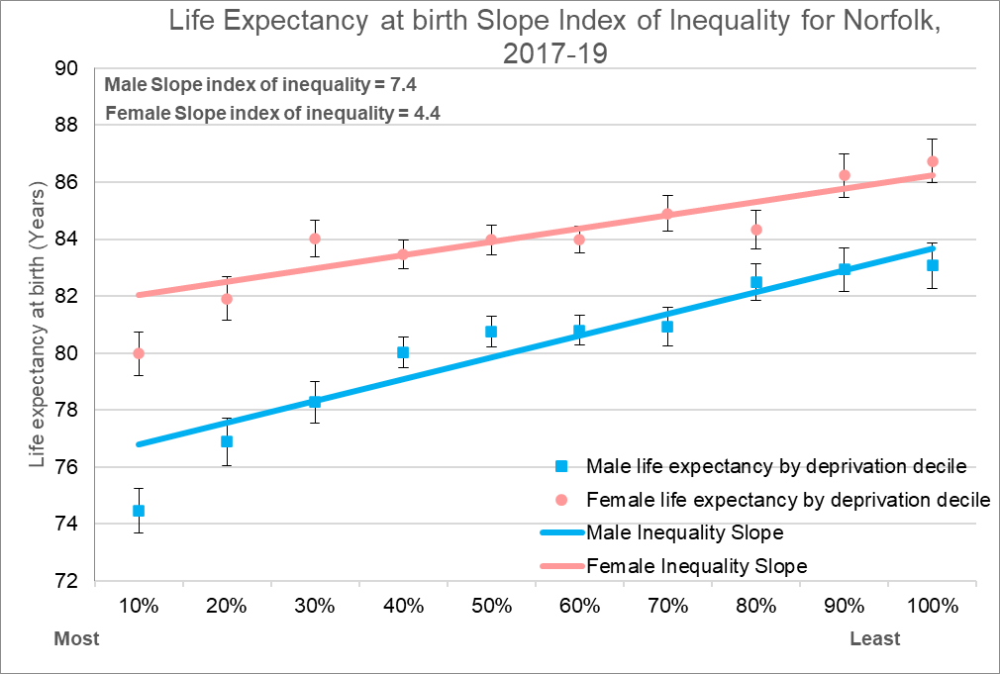 Life Expectancy at birth Slope Index of Inequality for Norfolk,
2017-19
Male Slope index of inequality = 7.4
Female Slope index of inequality = 4.4
Life expectancy at birth (Years)
90
88
86
84
82
80
78
76
74
72
Male life expectancy by deprivation decile
Female life expectancy by deprivation decile
Male Inequality Slope
Female Inequality Slope
10% 20% 30% 40% 50% 60% 70% 80% 90% 100%
Most Least